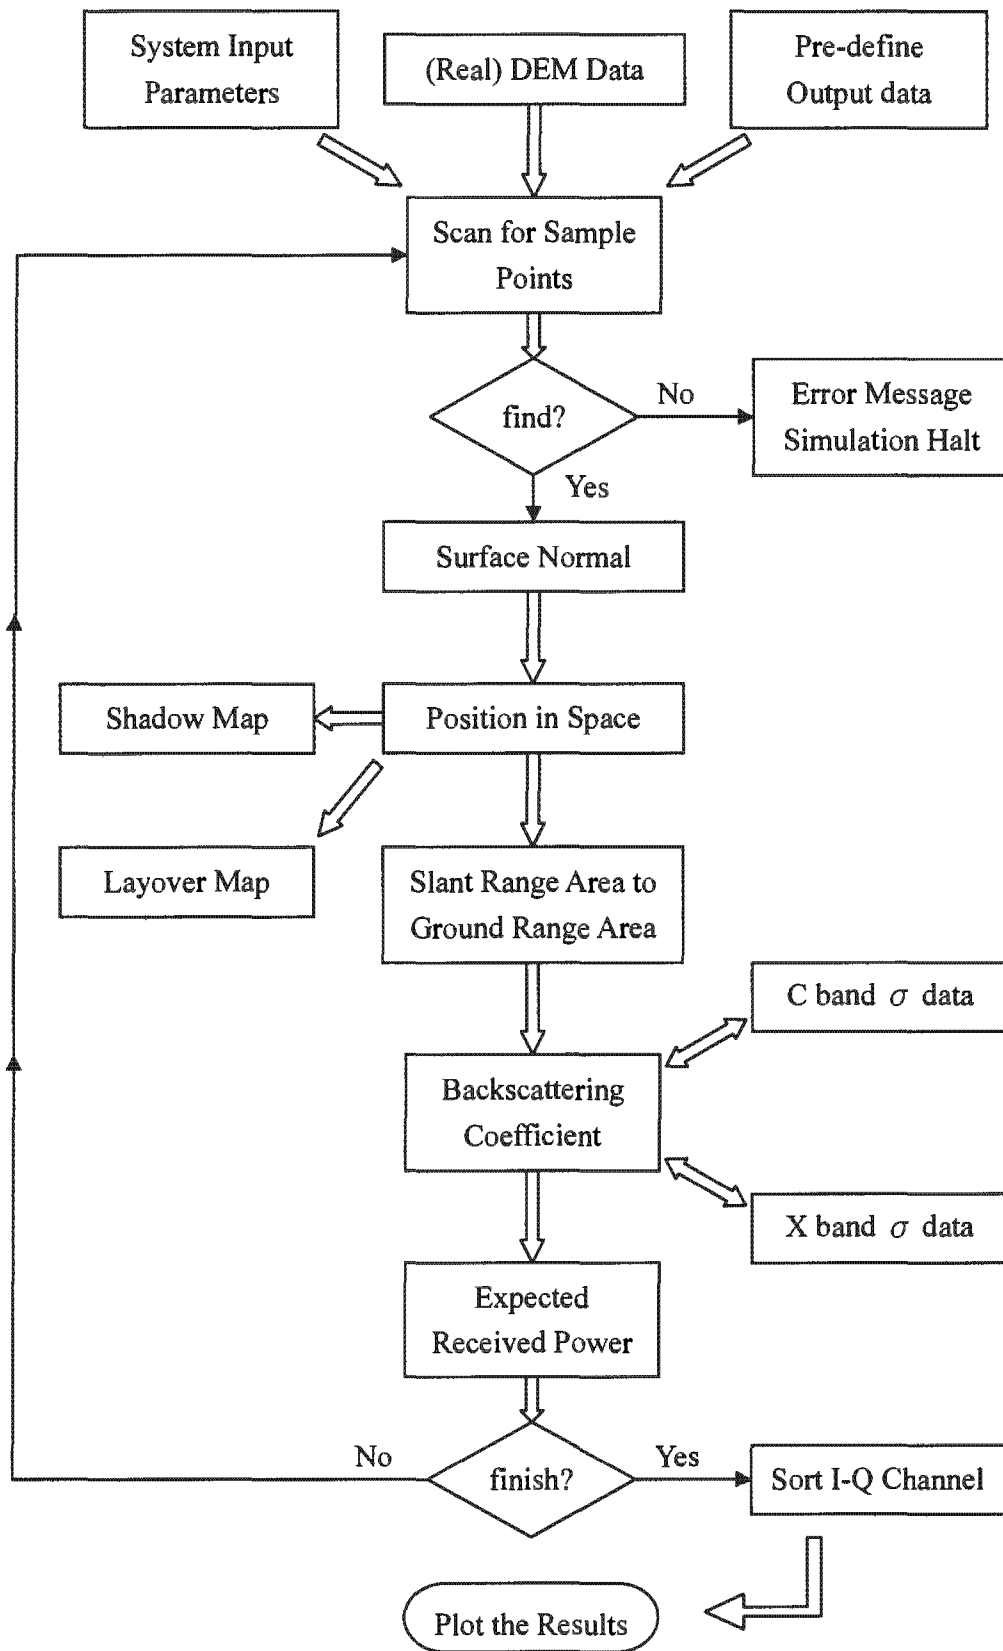 System Input
Parameters
(Real) DEM Data
Pre-define
Output data
Scan for Sample
Points
find?
No
Error Message
Simulation Halt
Yes
Surface Normal
Shadow Map
Position in Space
Layover Map
Slant Range Area to
Ground Range Area
C band σ data
Backscattering
Coefficient
X band σ data
Expected
Received Power
No
finish?
Yes
Sort I-Q Channel
Plot the Results